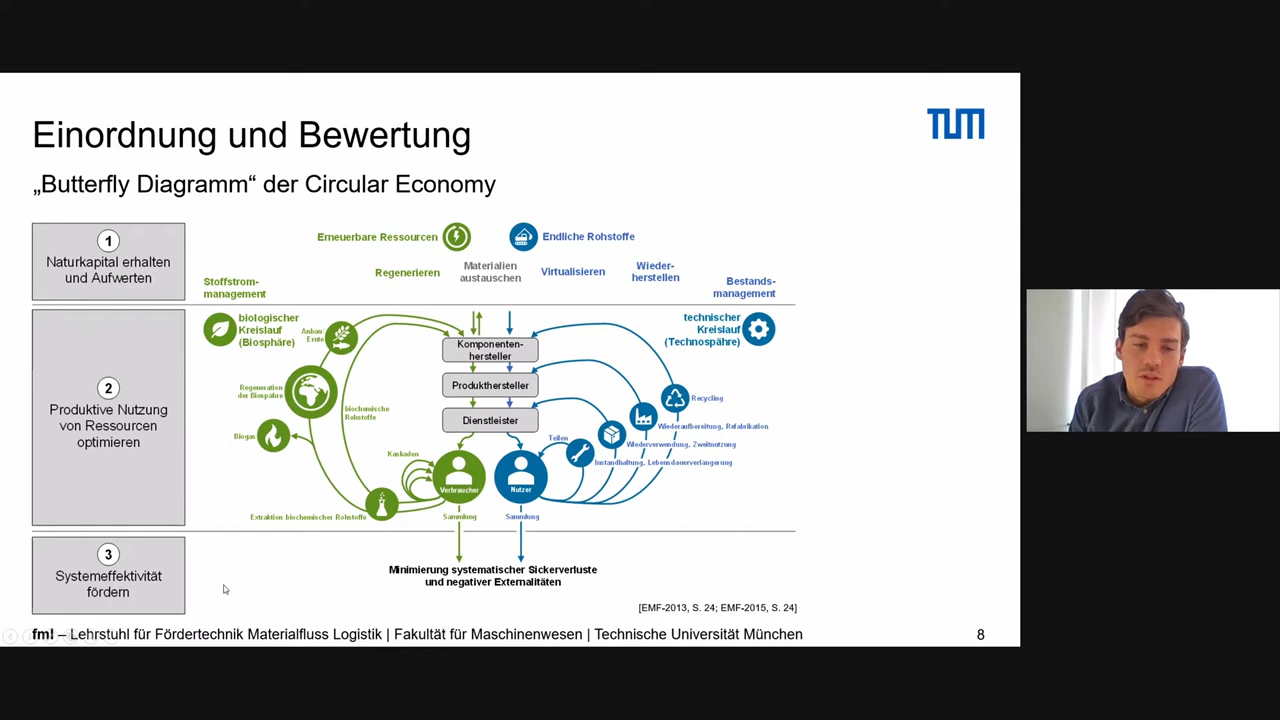 Einordnung und Bewertung
TUM
„Butterfly Diagramm“ der Circular Economy
1
Naturkapital erhalten
und Aufwerten
Erneuerbare Ressourcen
Endliche Rohstoffe
Stoffstrom-
management
Regenerieren
Materialien
austauschen
Virtualisieren
Wieder-
herstellen
Bestands-
management
2
Produktive Nutzung
von Ressourcen
optimieren
biologischer
Kreislauf
(Biosphäre)
Anbau/
Ernte
Regeneration
der Biospähre
biochemische
Rohstoffe
Biogas
Kaskaden
Extraktion biochemischer Rohstoffe
Komponenten-
hersteller
Produkthersteller
Dienstleister
Verbraucher
Nutzer
Sammlung
Sammlung
technischer
Kreislauf
(Technospähre)
Recycling
Wiederaufbereitung, Refabrikation
Wiederverwendung, Zweitnutzung
Instandhaltung, Lebensdauerverlängerung
Teilen
3
Systemeffektivität
fördern
Minimierung systematischer Sickerverluste
und negativer Externalitäten
[EMF-2013, S. 24; EMF-2015, S. 24]
fml – Lehrstuhl für Fördertechnik Materialfluss Logistik | Fakultät für Maschinenwesen | Technische Universität München
8